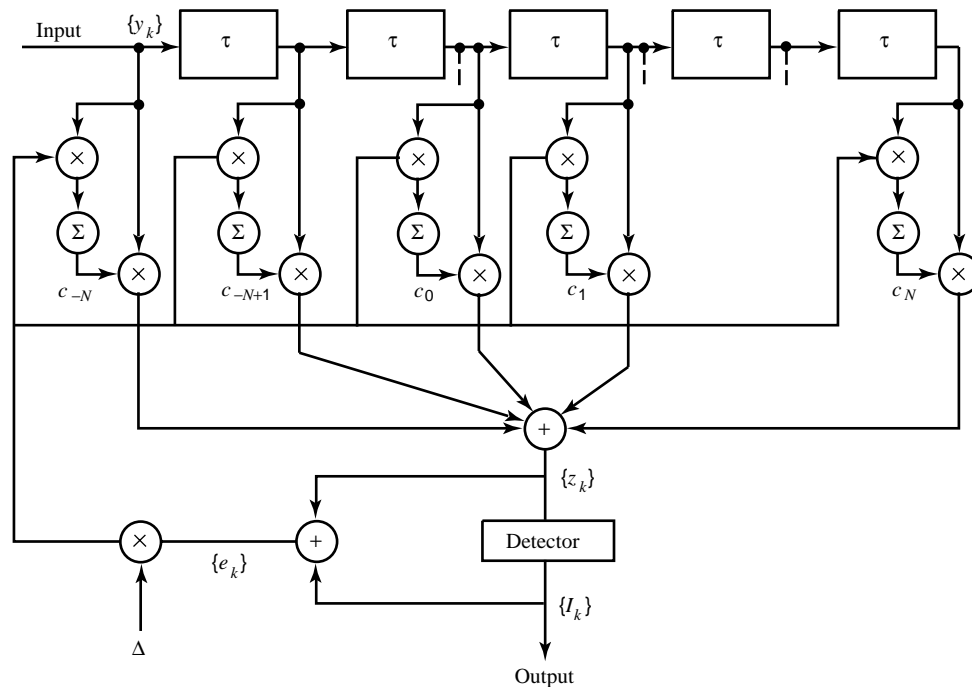 Input {y_k} τ τ τ τ τ
× × × × ×
Σ Σ Σ Σ Σ
× × × × ×
c_{−N} c_{−N+1} c_0 c_1 c_N
+
{z_k}
× {e_k} + Detector
{I_k}
Δ
Output